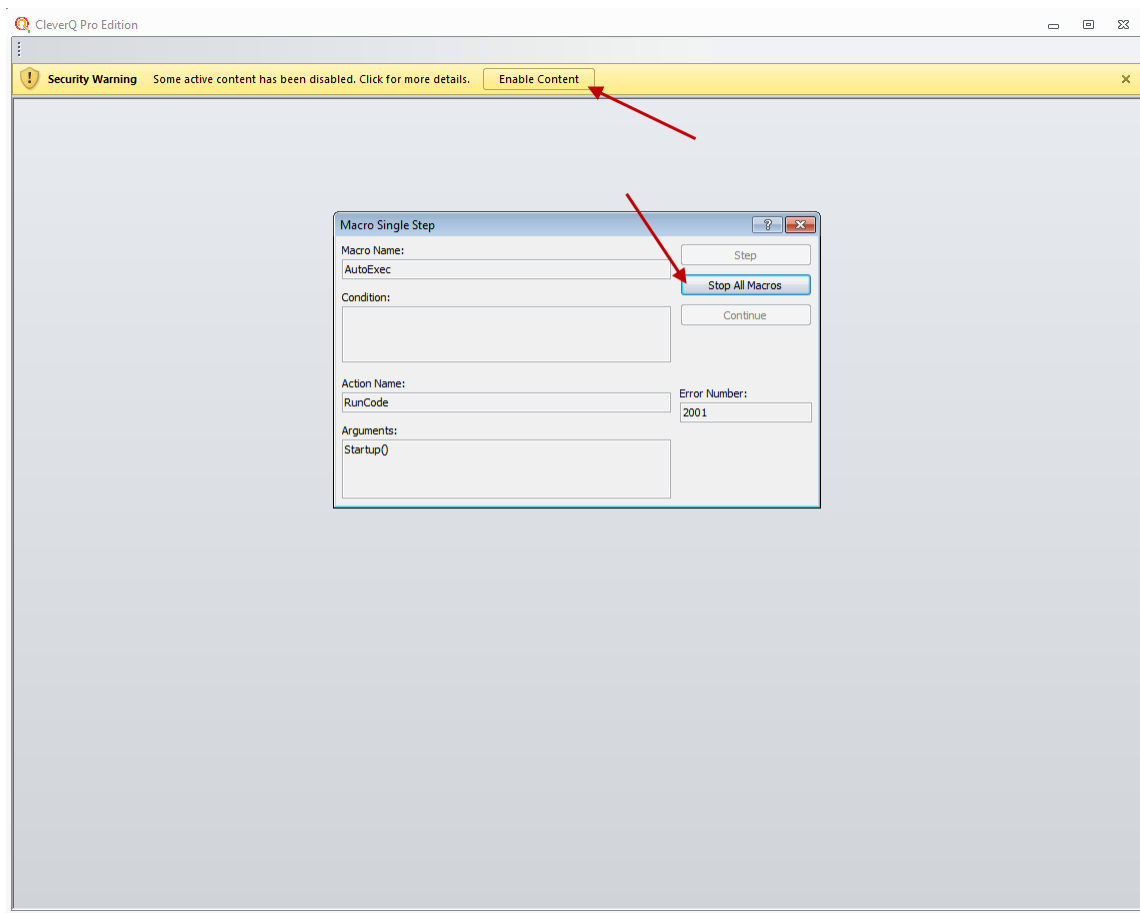 CleverQ Pro Edition
Security Warning Some active content has been disabled. Click for more details. Enable Content
Macro Single Step
Macro Name:
AutoExec
Step
Stop All Macros
Condition:
Continue
Action Name:
RunCode
Error Number:
2001
Arguments:
Startup()